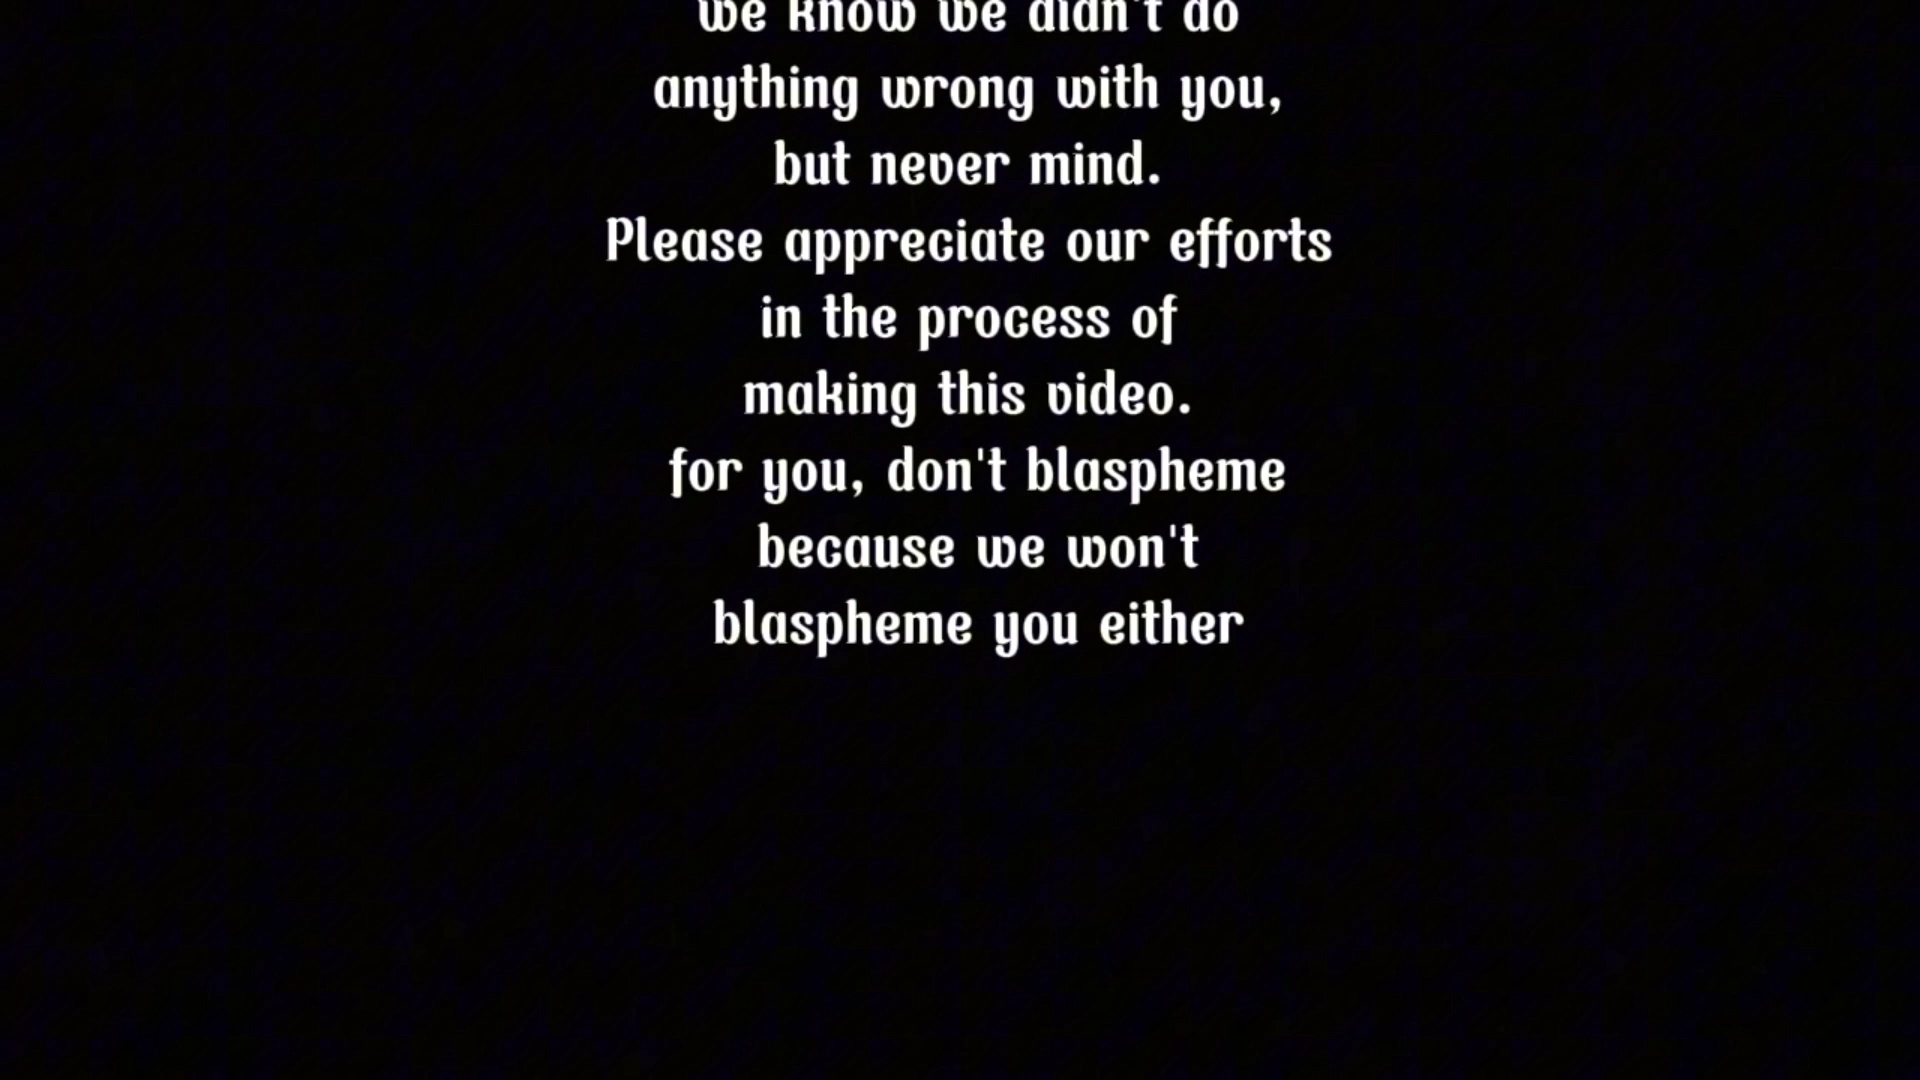 we know we didn't do
anything wrong with you,
but never mind.
Please appreciate our efforts
in the process of
making this video.
for you, don't blaspheme
because we won't
blaspheme you either